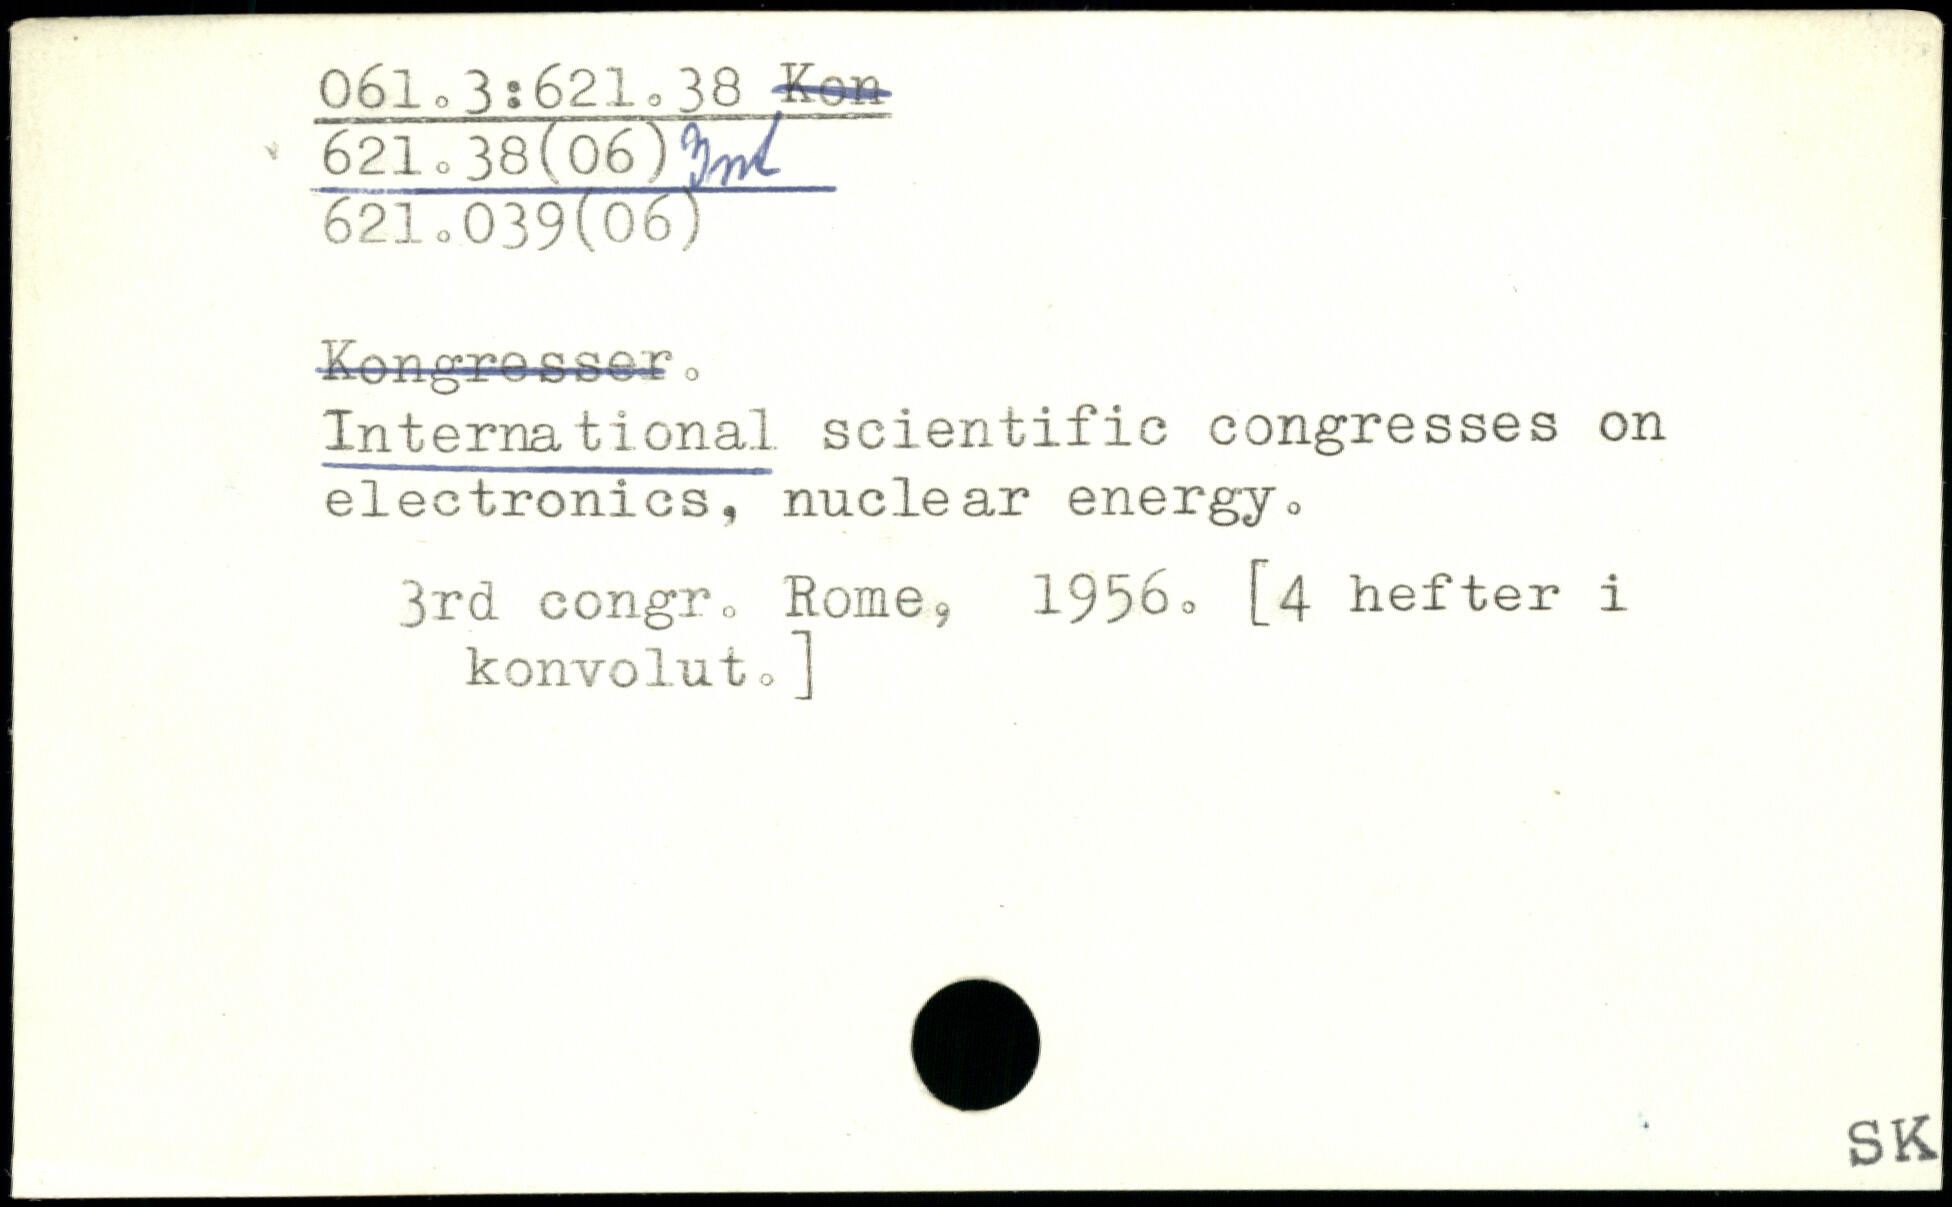 061.3:621.38 Kon
621.38(06) Int
621.039(06)
Kongresser.
International scientific congresses on
electronics, nuclear energy.
3rd congr. Rome, 1956. [4 hefter i
konvolut.]
SK